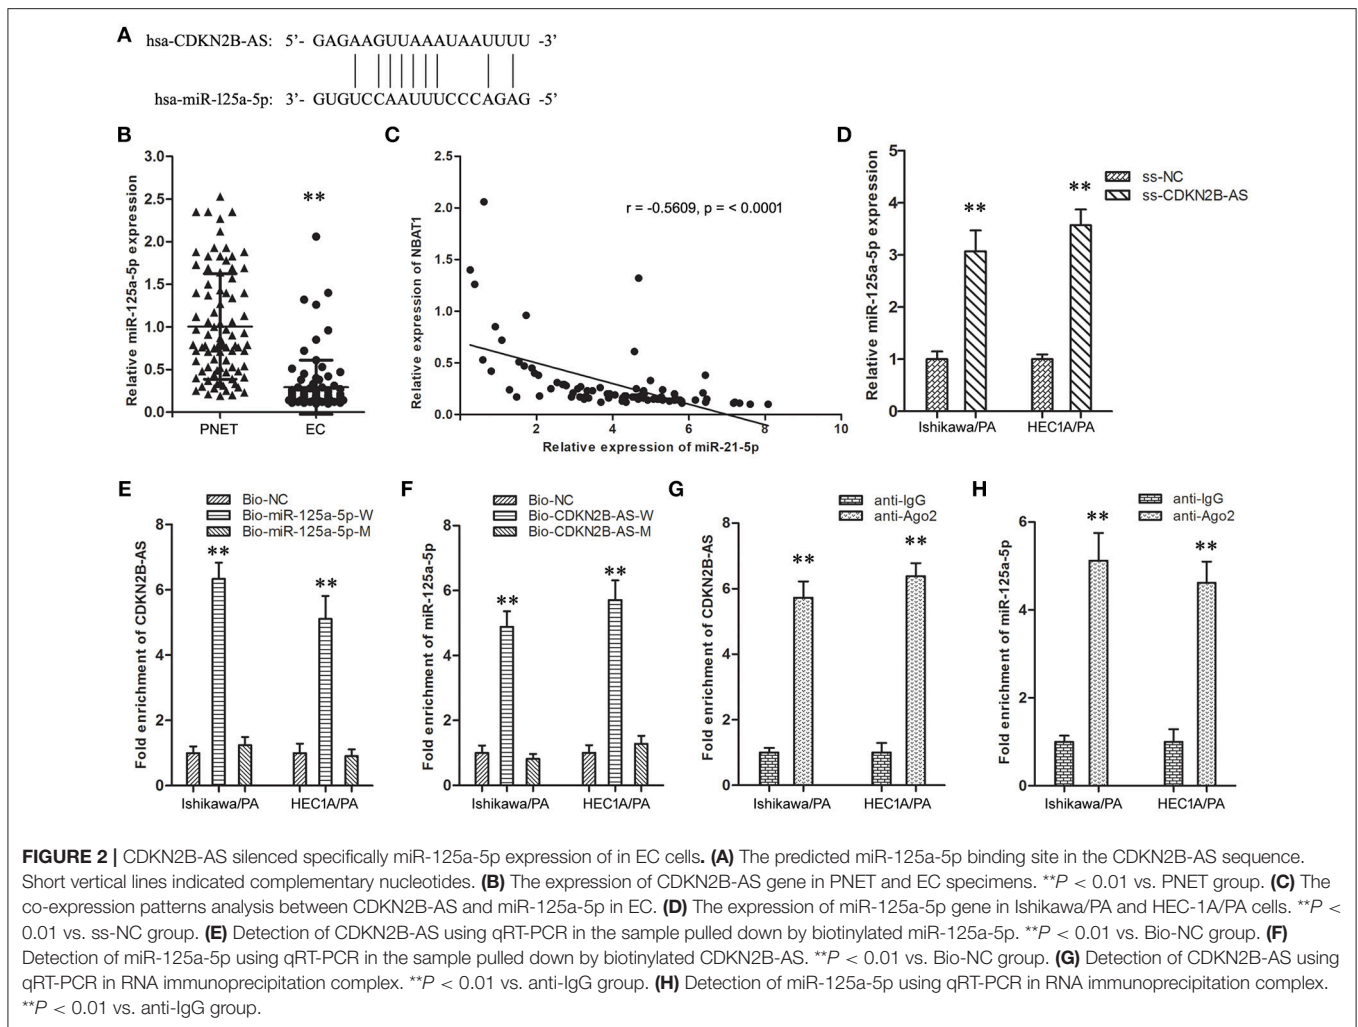 A
hsa-CDKN2B-AS: 5’- GAGAAGUUAAAUAAUUUU -3’
hsa-miR-125a-5p: 3’- GUGUCCAAUUUCCCAGAG -5’
B
Relative miR-125a-5p expression
3.0
2.5
2.0
1.5
1.0
0.5
0.0
**
PNET EC
C
Relative expression of NBAT1
2.5
2.0
1.5
1.0
0.5
0.0
r = -0.5609, p = < 0.0001
2 4 6 8 10
Relative expression of miR-21-5p
D
Relative miR-125a-5p expression
5
4
3
2
1
0
** **
ss-NC
ss-CDKN2B-AS
Ishikawa/PA HEC1A/PA
E
Bio-NC
Bio-miR-125a-5p-W
Bio-miR-125a-5p-M
Fold enrichment of CDKN2B-AS
8
6
4
2
0
** **
Ishikawa/PA HEC1A/PA
F
Bio-NC
Bio-CDKN2B-AS-W
Bio-CDKN2B-AS-M
Fold enrichment of miR-125a-5p
8
6
4
2
0
** **
Ishikawa/PA HEC1A/PA
G
anti-IgG
anti-Ago2
Fold enrichment of CDKN2B-AS
8
6
4
2
0
** **
Ishikawa/PA HEC1A/PA
H
anti-IgG
anti-Ago2
Fold enrichment of miR-125a-5p
6
4
2
0
** **
Ishikawa/PA HEC1A/PA
FIGURE 2 | CDKN2B-AS silenced specifically miR-125a-5p expression of in EC cells. (A) The predicted miR-125a-5p binding site in the CDKN2B-AS sequence.
Short vertical lines indicated complementary nucleotides. (B) The expression of CDKN2B-AS gene in PNET and EC specimens. **P < 0.01 vs. PNET group. (C) The
co-expression patterns analysis between CDKN2B-AS and miR-125a-5p in EC. (D) The expression of miR-125a-5p gene in Ishikawa/PA and HEC-1A/PA cells. **P <
0.01 vs. ss-NC group. (E) Detection of CDKN2B-AS using qRT-PCR in the sample pulled down by biotinylated miR-125a-5p. **P < 0.01 vs. Bio-NC group. (F)
Detection of miR-125a-5p using qRT-PCR in the sample pulled down by biotinylated CDKN2B-AS. **P < 0.01 vs. Bio-NC group. (G) Detection of CDKN2B-AS using
qRT-PCR in RNA immunoprecipitation complex. **P < 0.01 vs. anti-IgG group. (H) Detection of miR-125a-5p using qRT-PCR in RNA immunoprecipitation complex.
**P < 0.01 vs. anti-IgG group.